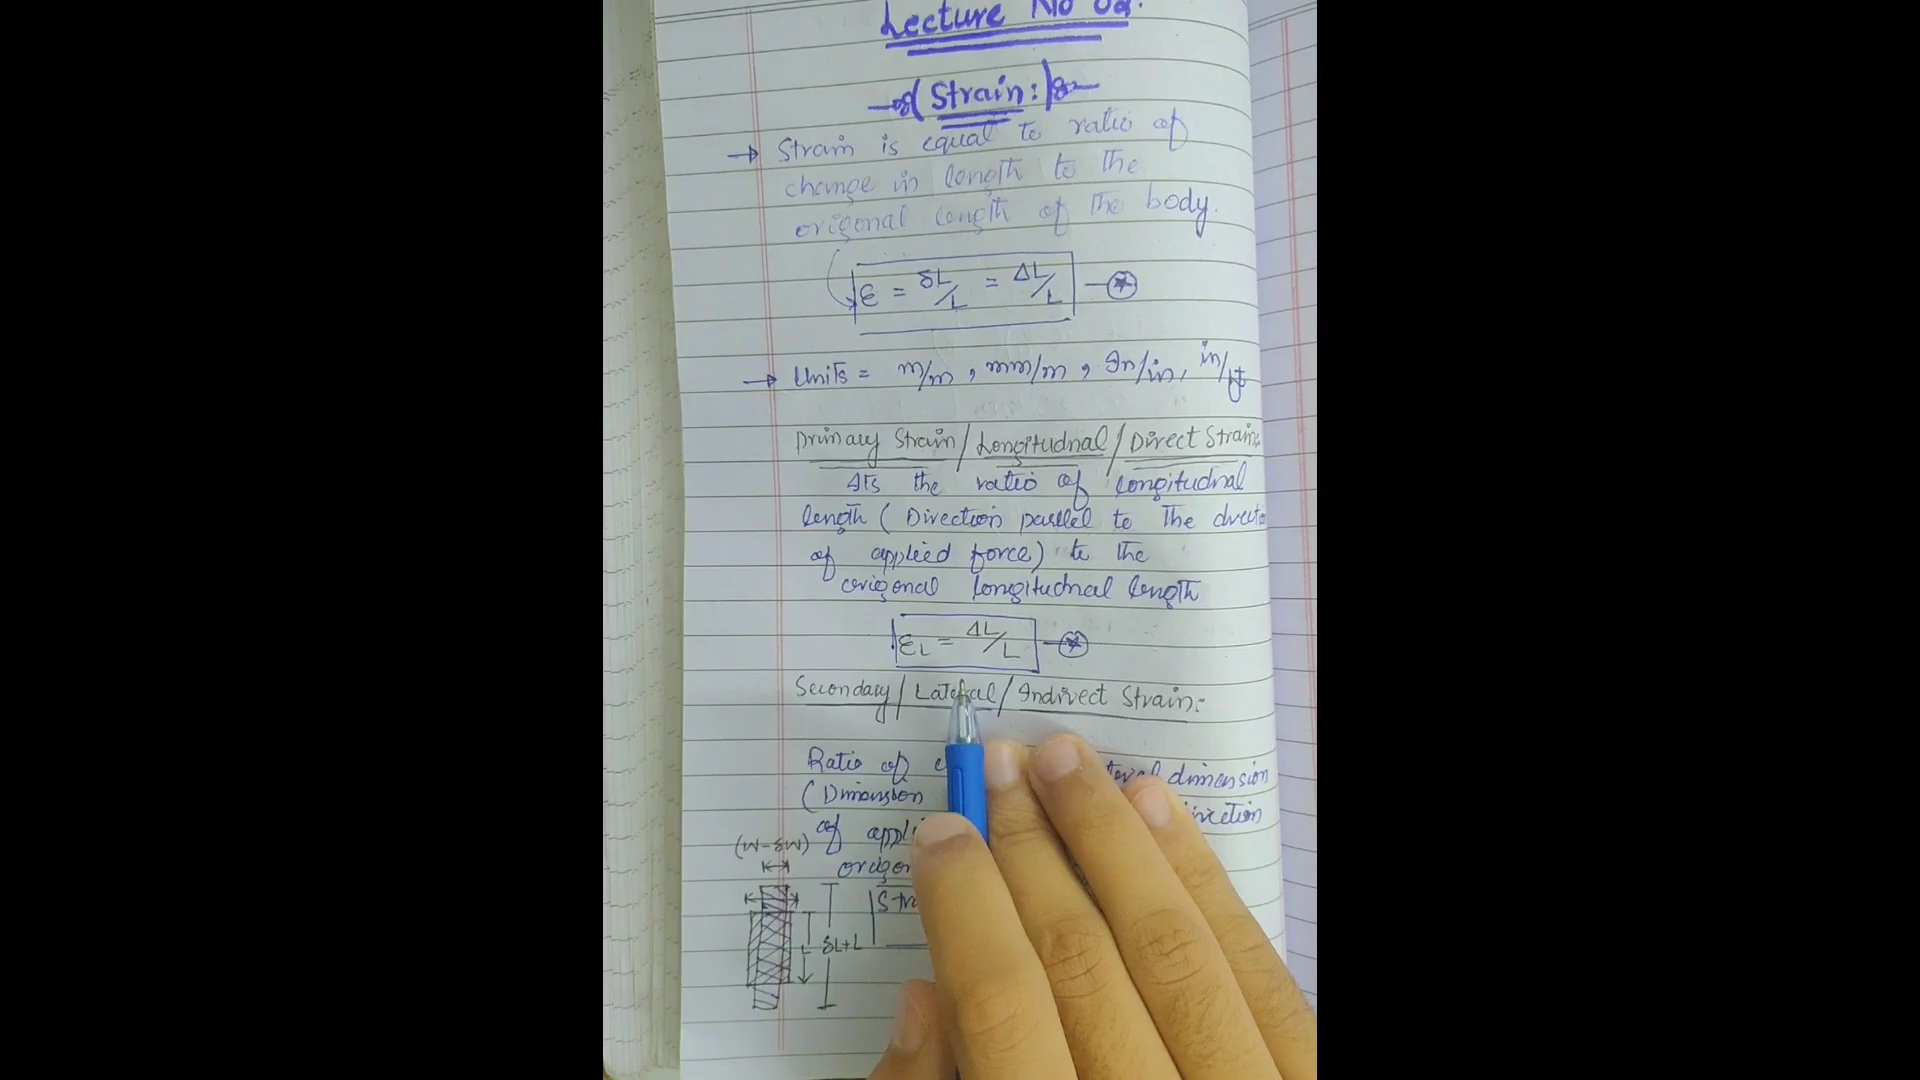 Lecture No 02.
Strain:
→ Strain is equal to ratio of
change in length to the
origonal length of the body.
ε = δL/L = ΔL/L
→ Units = m/m, mm/m, In/in, in/ft
Primary Strain/Longitudnal/Direct Strain:
Its the ratio of longitudnal
length (Direction parllel to the
of applied force) to the
origonal longitudnal length
εL = ΔL/L
Secondary/Lateral/Indirect Strain:
Ratio of dimension
(Dimension
of
(W-δW)
L δL+L